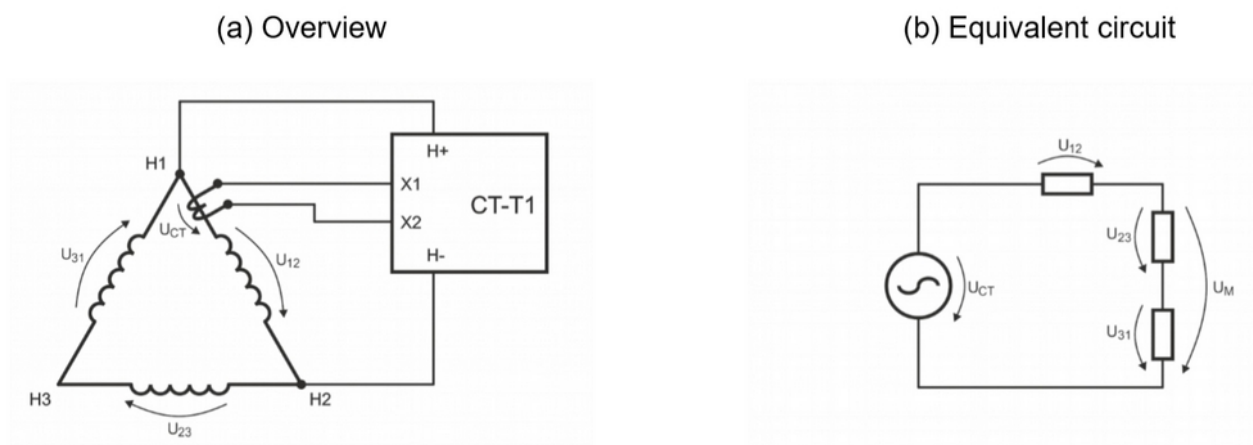 (a) Overview
(b) Equivalent circuit
H1
H+
X1
X2
H-
CT-T1
U31
UCT
U12
H3
H2
U23
U12
U23
UCT
UM
U31